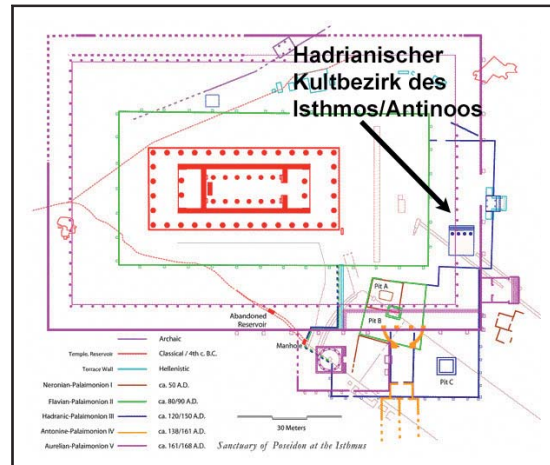 Hadrianischer
Kultbezirk des
Isthmos/Antinoos
Pit A
Pit B
Pit C
Abandoned
Reservoir
Manhole
Archaic
Temple, Reservoir Classical / 4th c. B.C.
Terrace Wall Hellenistic
Neronian-Palaimonion I ca. 50 A.D.
Flavian-Palaimonion II ca. 80/90 A.D.
Hadranic-Palaimonion III ca. 120/150 A.D.
Antonine-Palaimonion IV ca. 138/161 A.D.
Aurelian-Palaimonion V ca. 161/168 A.D.
30 Meters
Sanctuary of Poseidon at the Isthmus